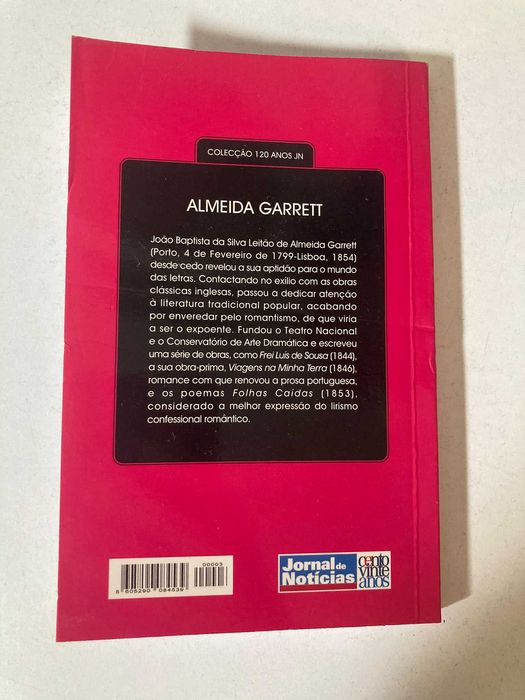 COLECÇÃO 120 ANOS JN
ALMEIDA GARRETT
João Baptista da Silva Leitão de Almeida Garrett
(Porto, 4 de Fevereiro de 1799-Lisboa, 1854)
desde cedo revelou a sua aptidão para o mundo
das letras. Contactando no exílio com as obras
clássicas inglesas, passou a dedicar atenção
à literatura tradicional popular, acabando
por enveredar pelo romantismo, de que viria
a ser o expoente. Fundou o Teatro Nacional
e o Conservatório de Arte Dramática e escreveu
uma série de obras, como Frei Luís de Sousa (1844),
a sua obra-prima, Viagens na Minha Terra (1846),
romance com que renovou a prosa portuguesa,
e os poemas Folhas Caídas (1853),
considerado a melhor expressão do lirismo
confessional romântico.
00003
8 605290 084539
Jornal de
Notícias
cento
vinte
anos